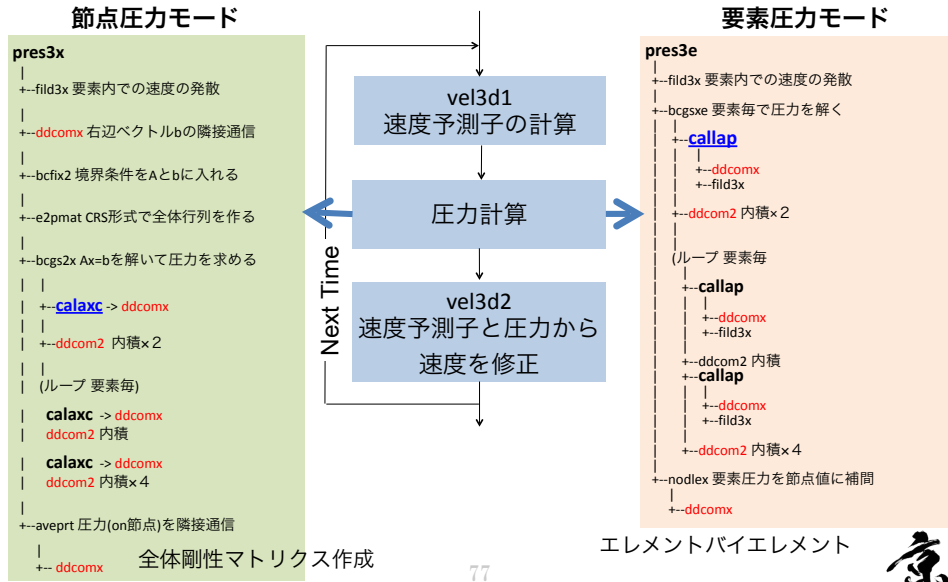 節点圧力モード
pres3x
|
+--fild3x 要素内での速度の発散
|
+--ddcomx 右辺ベクトルbの隣接通信
|
+--bcfix2 境界条件をAとbに入れる
|
+--e2pmat CRS形式で全体行列を作る
|
+--bcgs2x Ax=bを解いて圧力を求める
| |
| +--calaxc -> ddcomx
| |
| +--ddcom2 内積×2
| |
(ループ 要素毎)
| calaxc -> ddcomx
| ddcom2 内積
| calaxc -> ddcomx
| ddcom2 内積×4
|
+--aveprt 圧力(on節点)を隣接通信
|
+-- ddcomx
全体剛性マトリクス作成
vel3d1
速度予測子の計算
圧力計算
vel3d2
速度予測子と圧力から
速度を修正
Next Time
77
要素圧力モード
pres3e
|
+--fild3x 要素内での速度の発散
|
+--bcgsxe 要素毎で圧力を解く
| |
| +--callap
| | |
| | +--ddcomx
| | +--fild3x
| |
| +--ddcom2 内積×2
| |
| (ループ 要素毎
| |
| +--callap
| | |
| | +--ddcomx
| | +--fild3x
| |
| +--ddcom2 内積
| +--callap
| | |
| | +--ddcomx
| | +--fild3x
| |
| +--ddcom2 内積×4
|
+--nodlex 要素圧力を節点値に補間
|
+--ddcomx
エレメントバイエレメント
京